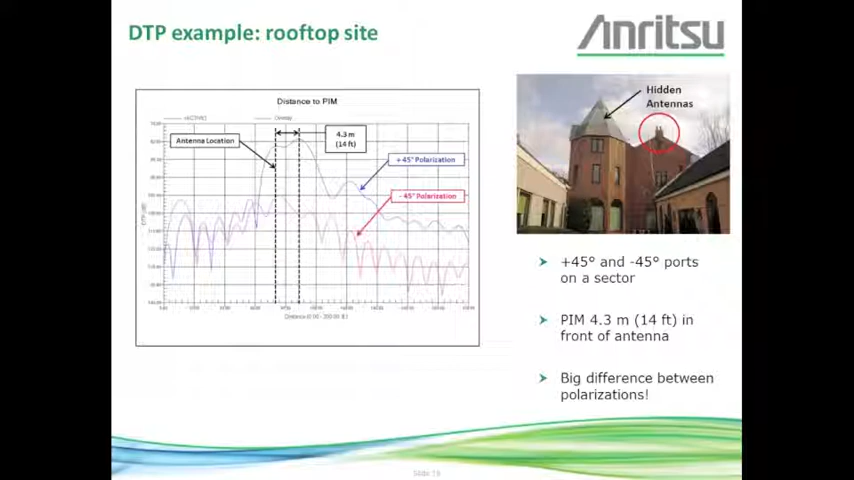 DTP example: rooftop site
Anritsu
Distance to PIM
Overlay
Antenna Location
4.3 m
(14 ft)
+45° Polarization
- 45° Polarization
Hidden
Antennas
+45° and -45° ports
on a sector
PIM 4.3 m (14 ft) in
front of antenna
Big difference between
polarizations!